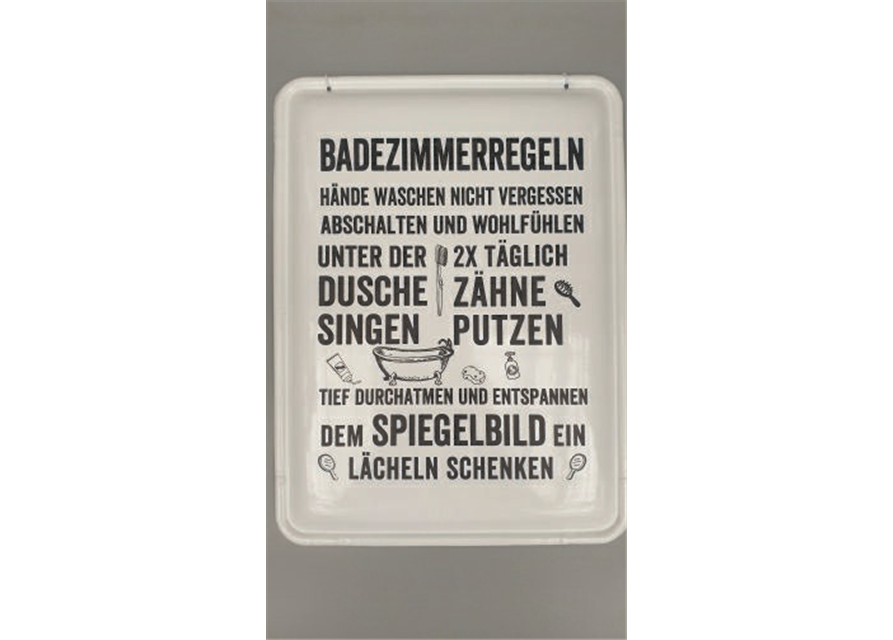 BADEZIMMERREGELN
HÄNDE WASCHEN NICHT VERGESSEN
ABSCHALTEN UND WOHLFÜHLEN
UNTER DER
DUSCHE
SINGEN
2X TÄGLICH
ZÄHNE
PUTZEN
TIEF DURCHATMEN UND ENTSPANNEN
DEM SPIEGELBILD EIN
LÄCHELN SCHENKEN